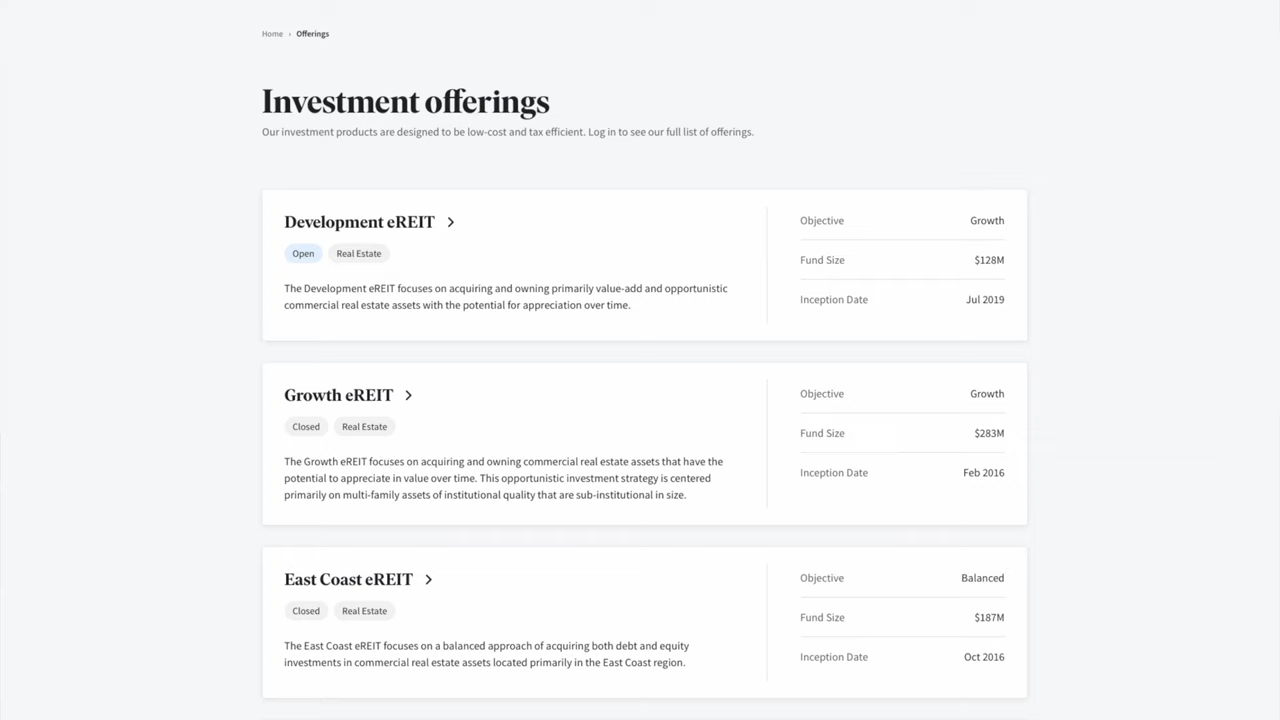 Home › Offerings
Investment offerings
Our investment products are designed to be low-cost and tax efficient. Log in to see our full list of offerings.
Development eREIT
Open Real Estate
The Development eREIT focuses on acquiring and owning primarily value-add and opportunistic
commercial real estate assets with the potential for appreciation over time.
Objective Growth
Fund Size $128M
Inception Date Jul 2019
Growth eREIT
Closed Real Estate
The Growth eREIT focuses on acquiring and owning commercial real estate assets that have the
potential to appreciate in value over time. This opportunistic investment strategy is centered
primarily on multi-family assets of institutional quality that are sub-institutional in size.
Objective Growth
Fund Size $283M
Inception Date Feb 2016
East Coast eREIT
Closed Real Estate
The East Coast eREIT focuses on a balanced approach of acquiring both debt and equity
investments in commercial real estate assets located primarily in the East Coast region.
Objective Balanced
Fund Size $187M
Inception Date Oct 2016